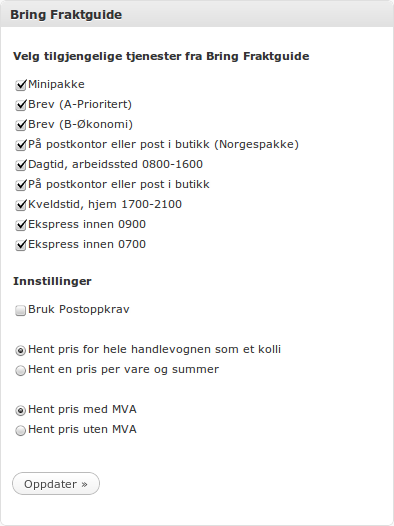 Bring Fraktguide
Velg tilgjengelige tjenester fra Bring Fraktguide
Minipakke
Brev (A-Prioritert)
Brev (B-Økonomi)
På postkontor eller post i butikk (Norgespakke)
Dagtid, arbeidssted 0800-1600
På postkontor eller post i butikk
Kveldstid, hjem 1700-2100
Ekspress innen 0900
Ekspress innen 0700
Innstillinger
Bruk Postoppkrav
Hent pris for hele handlevognen som et kolli
Hent en pris per vare og summer
Hent pris med MVA
Hent pris uten MVA
Oppdater »